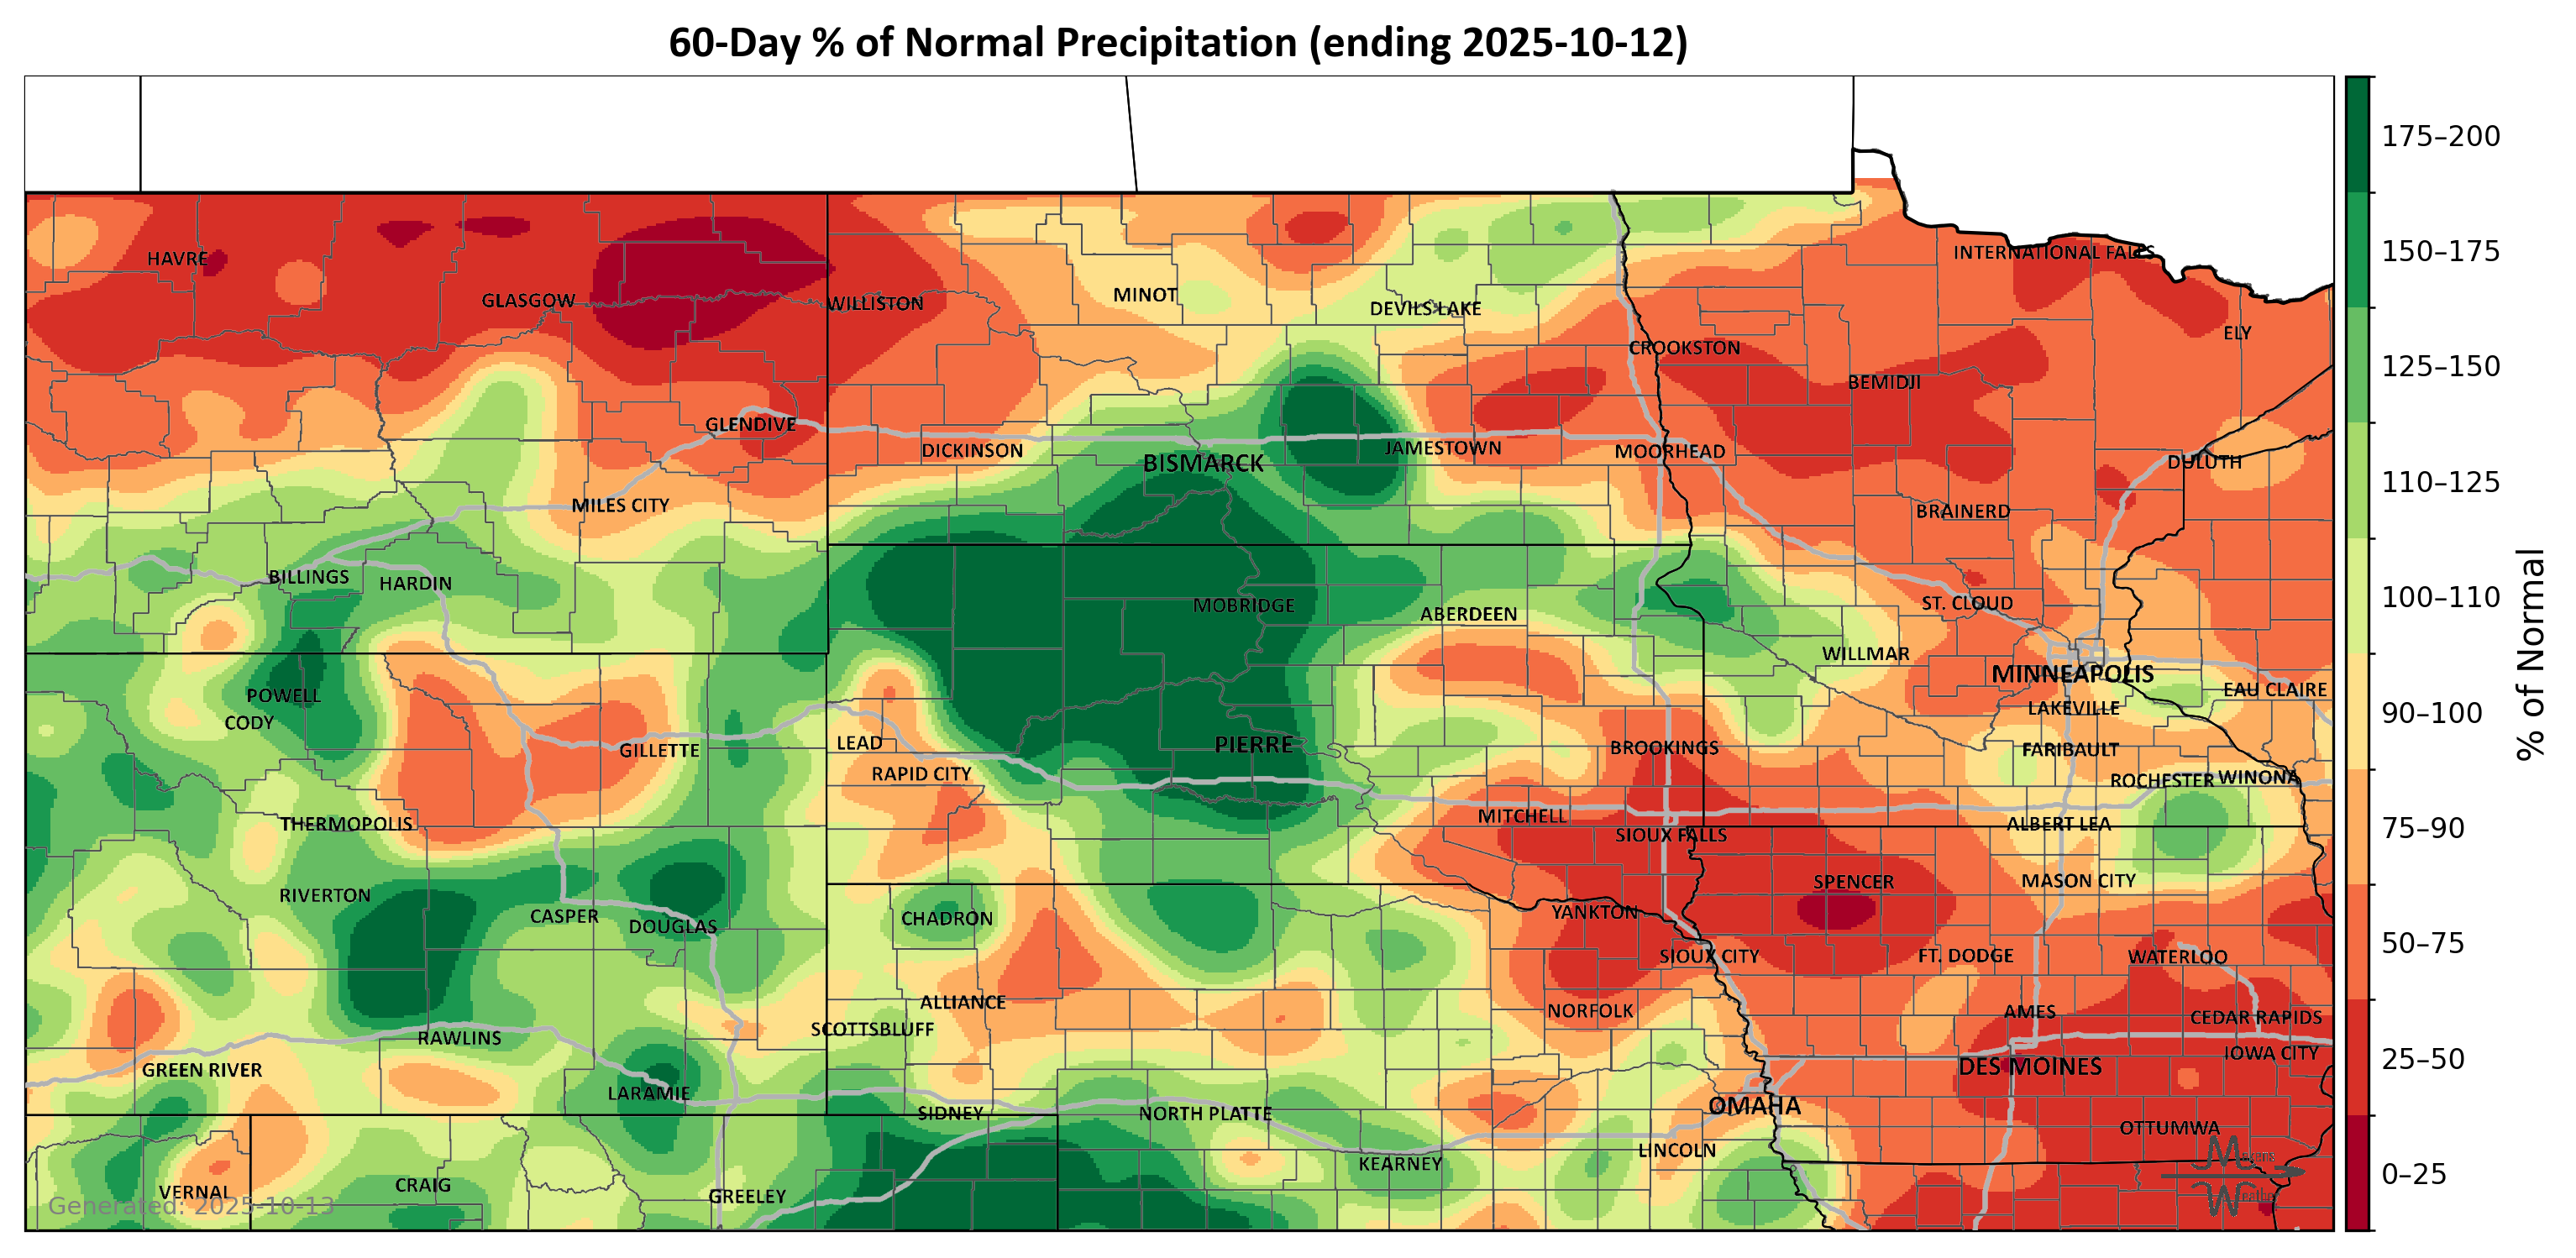 60-Day % of Normal Precipitation (ending 2025-10-12)
175–200
150–175
125–150
110–125
100–110
90–100
75–90
50–75
25–50
0–25
% of Normal
HAVRE
INTERNATIONAL FALLS
GLASGOW
WILLISTON
MINOT
DEVILS LAKE
ELY
CROOKSTON
BEMIDJI
GLENDIVE
DICKINSON
BISMARCK
JAMESTOWN
MOORHEAD
DULUTH
MILES CITY
BRAINERD
BILLINGS
HARDIN
MOBRIDGE
ABERDEEN
ST. CLOUD
WILLMAR
MINNEAPOLIS
EAU CLAIRE
POWELL
CODY
LAKEVILLE
GILLETTE
LEAD
PIERRE
BROOKINGS
FARIBAULT
RAPID CITY
ROCHESTER
WINONA
THERMOPOLIS
MITCHELL
SIOUX FALLS
ALBERT LEA
RIVERTON
SPENCER
MASON CITY
CASPER
DOUGLAS
CHADRON
YANKTON
SIOUX CITY
FT. DODGE
WATERLOO
ALLIANCE
NORFOLK
AMES
CEDAR RAPIDS
SCOTTSBLUFF
RAWLINS
IOWA CITY
GREEN RIVER
DES MOINES
LARAMIE
SIDNEY
NORTH PLATTE
OMAHA
OTTUMWA
LINCOLN
KEARNEY
VERNAL
CRAIG
GREELEY
Generated: 2025-10-13